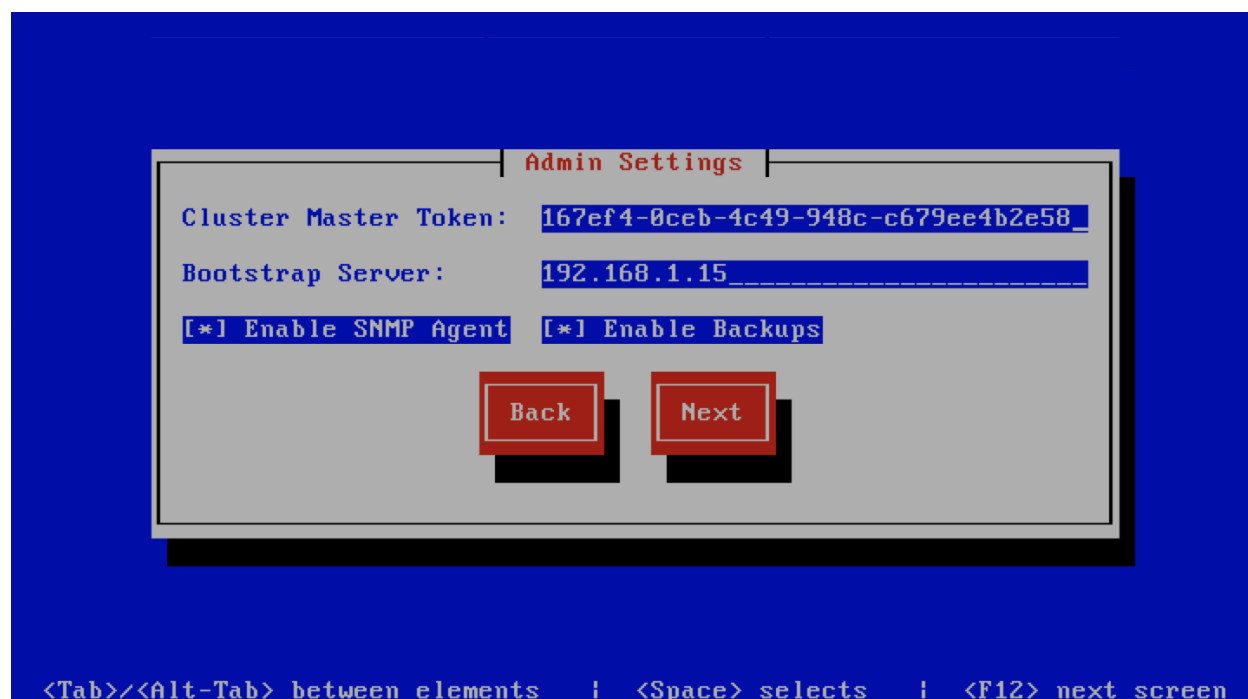 Admin Settings
Cluster Master Token: 167ef4-0ceb-4c49-948c-c679ee4b2e58_
Bootstrap Server: 192.168.1.15_______________________
[*] Enable SNMP Agent [*] Enable Backups
Back Next
<Tab>/<Alt-Tab> between elements | <Space> selects | <F12> next screen